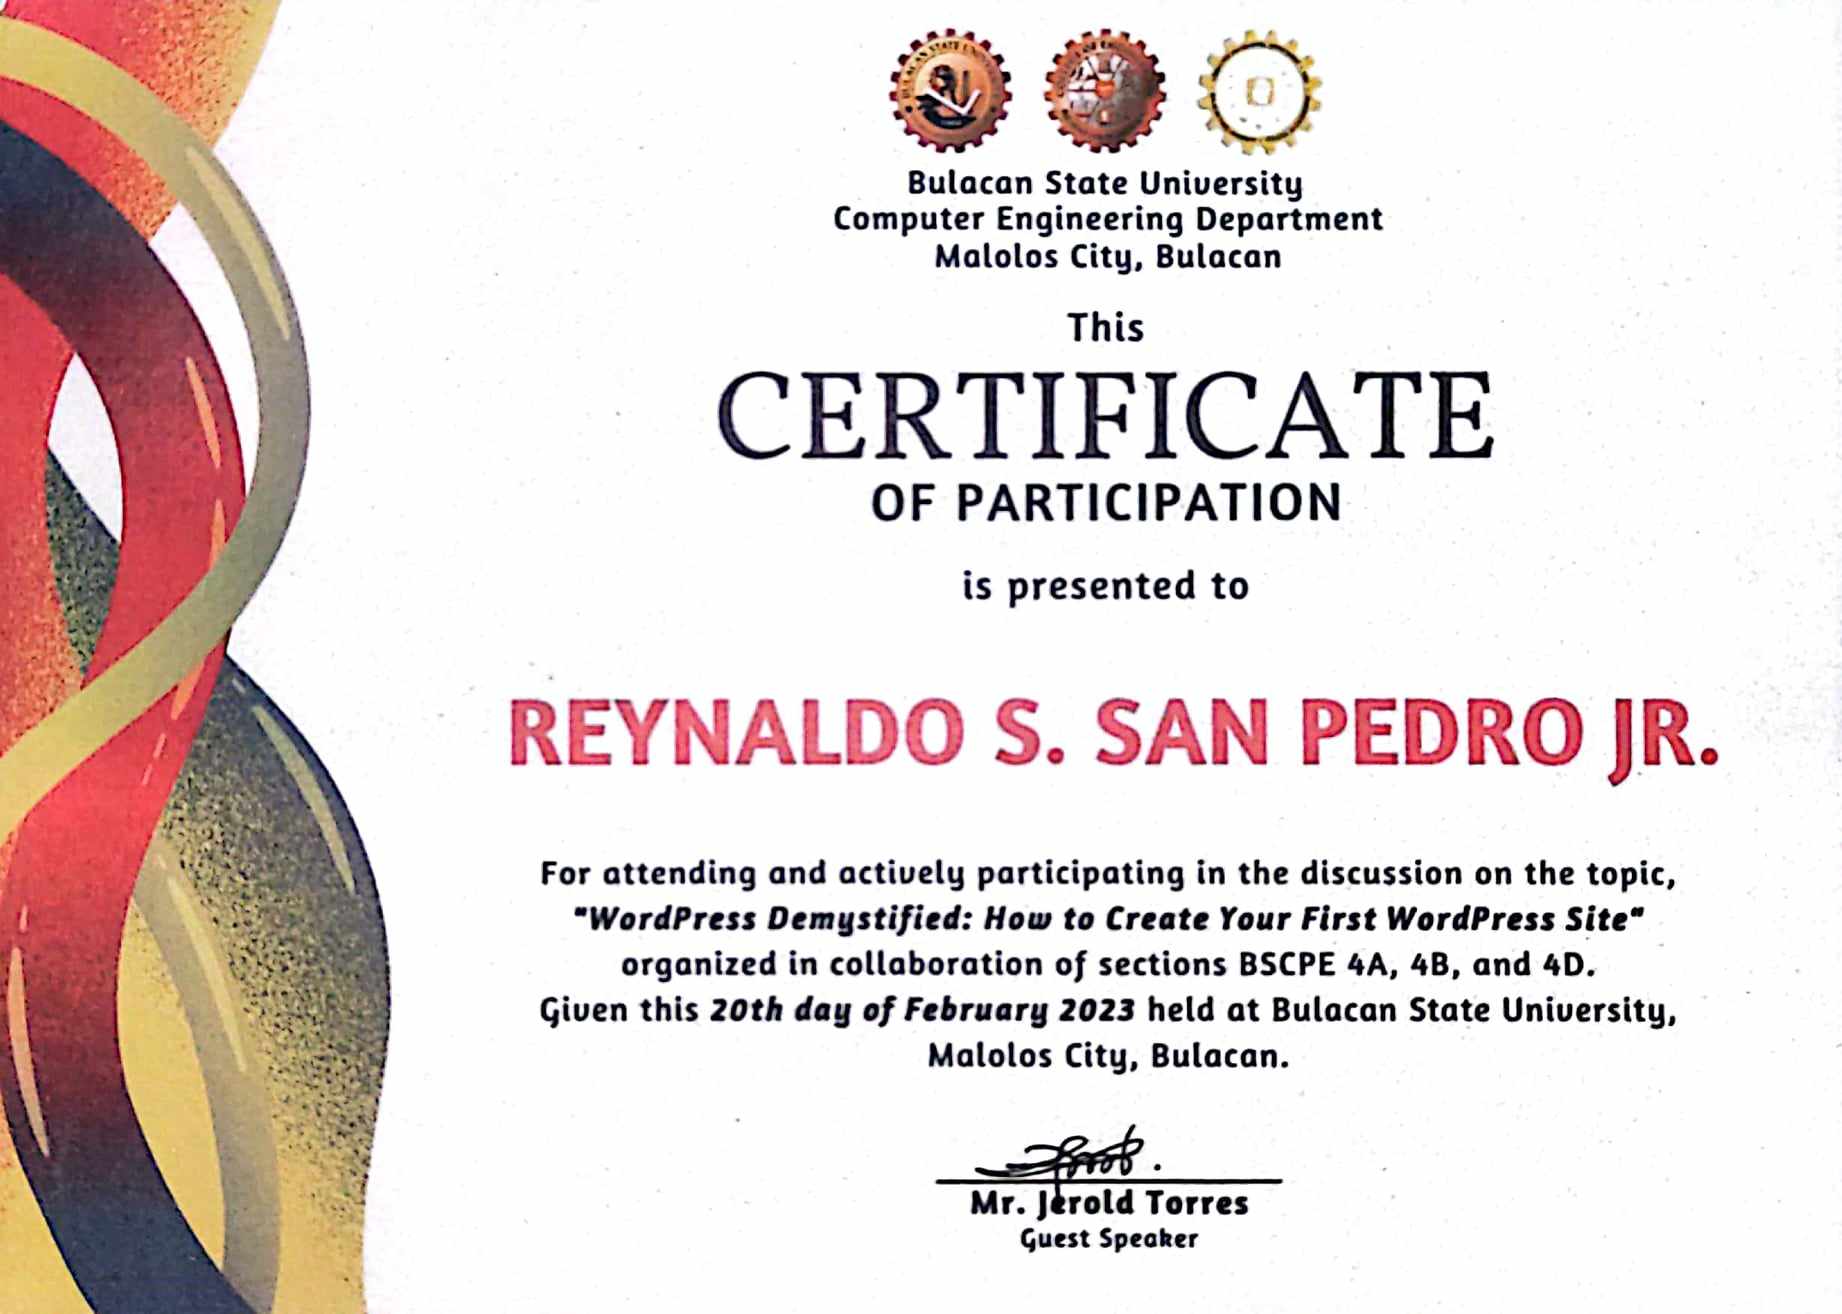 BULACAN STATE
Bulacan State University
Computer Engineering Department
Malolos City, Bulacan
This
CERTIFICATE
OF PARTICIPATION
is presented to
REYNALDO S. SAN PEDRO JR.
For attending and actively participating in the discussion on the topic,
"WordPress Demystified: How to Create Your First WordPress Site"
organized in collaboration of sections BSCPE 4A, 4B, and 4D.
Given this 20th day of February 2023 held at Bulacan State University,
Malolos City, Bulacan.
Mr. Jerold Torres
Guest Speaker